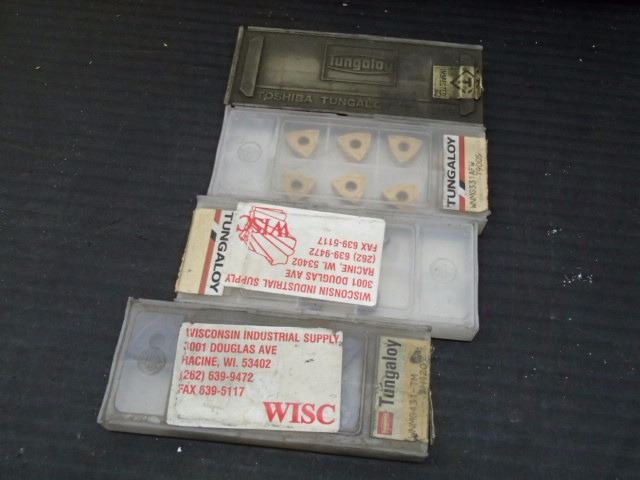 Tungaloy
TOSHIBA TUNGALOY
TUNGALOY
WNMG331AFW
T9005
TUNGALOY
WISC
WISCONSIN INDUSTRIAL SUPPLY
3001 DOUGLAS AVE
RACINE, WI. 53402
(262) 639-9472
FAX 639-5117
WISCONSIN INDUSTRIAL SUPPLY
3001 DOUGLAS AVE
RACINE, WI. 53402
(262) 639-9472
FAX 639-5117
WISC
Tungaloy